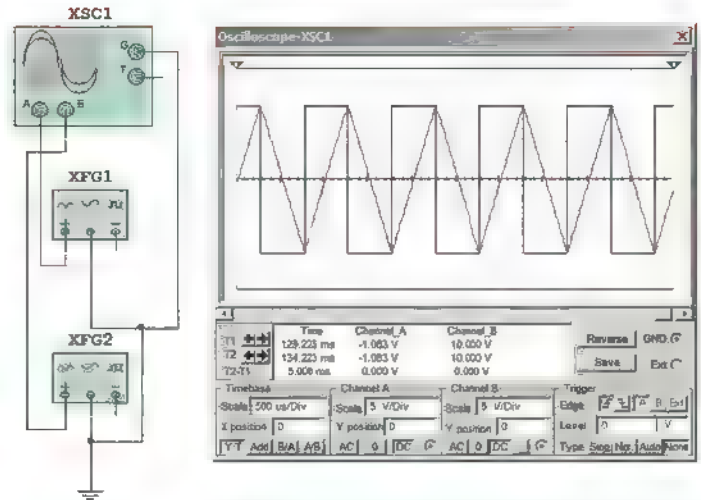 XSC1
G
T
A B
XFG1
XFG2
Oscilloscope-XSC1
Time Channel_A Channel_B
T1 129.223 ms -1.083 V 10.000 V
T2 134.223 ms -1.083 V 10.000 V
T2-T1 5.000 ms 0.000 V 0.000 V
Reverse
Save
GND
Ext
Timebase
Scale 500 us/Div
X position 0
Y/T Add B/A A/B
Channel A
Scale 5 V/Div
Y position 0
AC 0 DC
Channel B
Scale 5 V/Div
Y position 0
AC 0 DC
Trigger
Edge A B Ext
Level 0 V
Type Sing. Nor. Auto None